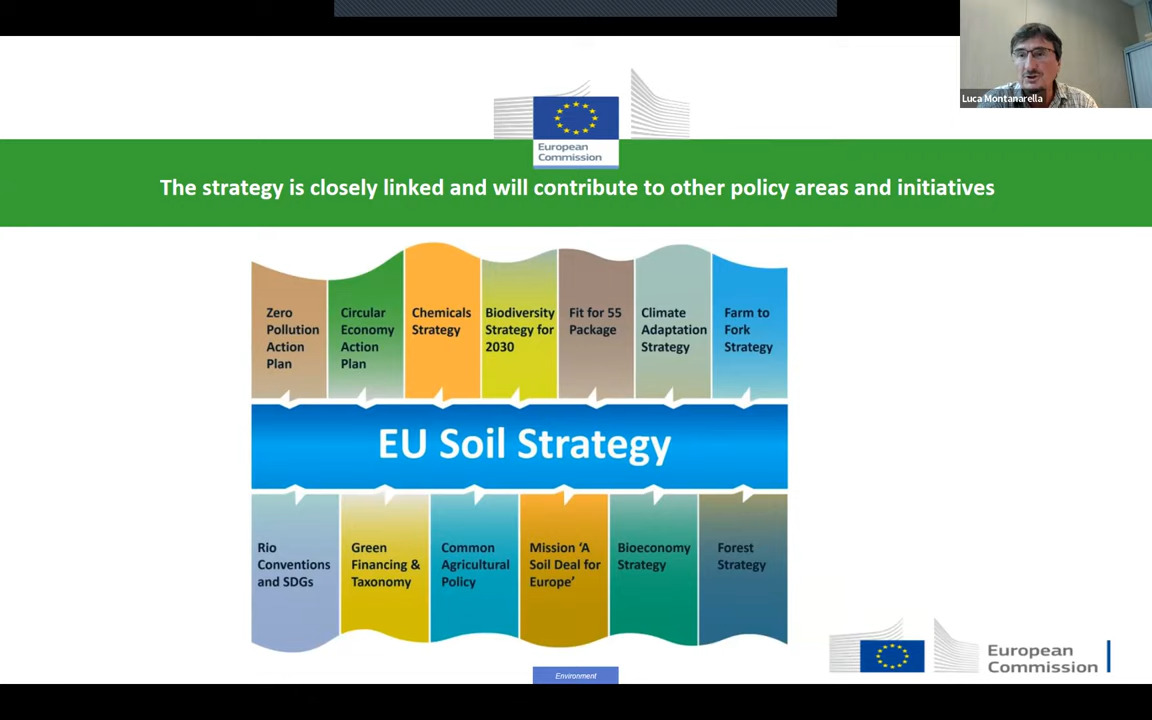 Luca Montanarella
European
Commission
The strategy is closely linked and will contribute to other policy areas and initiatives
Zero
Pollution
Action
Plan
Circular
Economy
Action
Plan
Chemicals
Strategy
Biodiversity
Strategy for
2030
Fit for 55
Package
Climate
Adaptation
Strategy
Farm to
Fork
Strategy
EU Soil Strategy
Rio
Conventions
and SDGs
Green
Financing &
Taxonomy
Common
Agricultural
Policy
Mission ‘A
Soil Deal for
Europe’
Bioeconomy
Strategy
Forest
Strategy
European
Commission
Environment